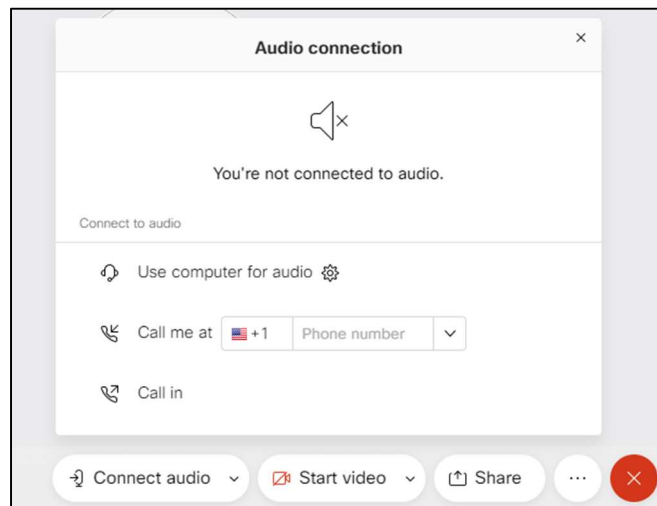 Audio connection
You're not connected to audio.
Connect to audio
Use computer for audio
Call me at +1 Phone number
Call in
Connect audio Start video Share